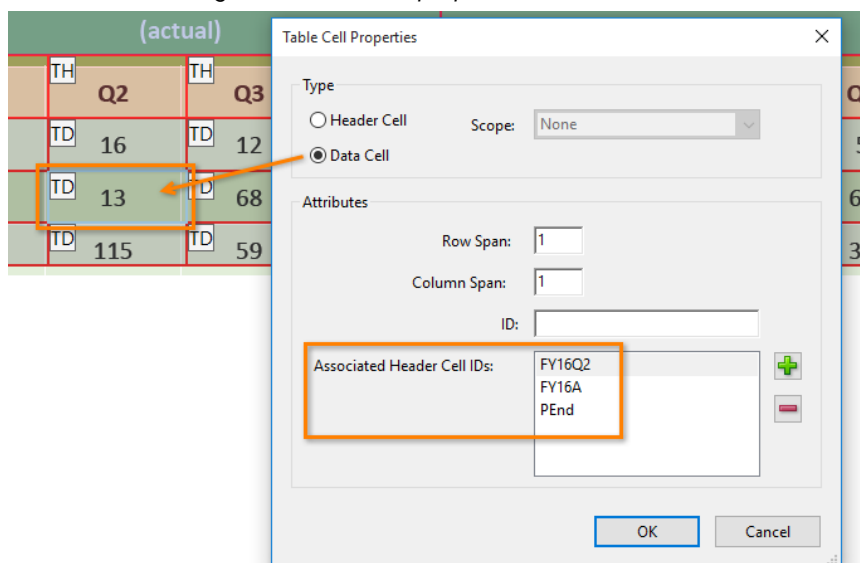 (actual)
TH Q2 TH Q3
TD 16 TD 12
TD 13 TD 68
TD 115 TD 59
Table Cell Properties
Type
Header Cell
Scope: None
Data Cell
Attributes
Row Span: 1
Column Span: 1
ID:
Associated Header Cell IDs: FY16Q2
FY16A
PEnd
OK Cancel